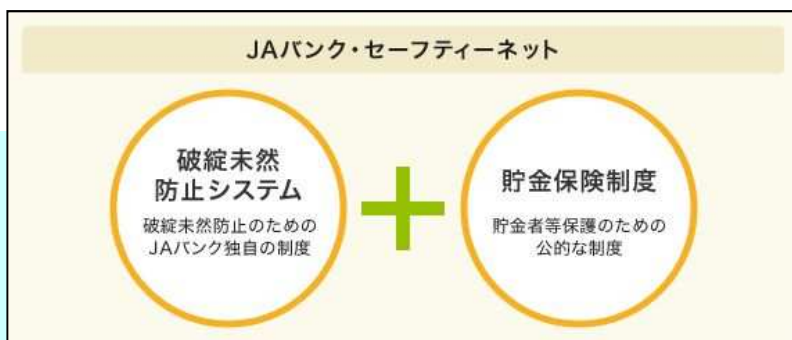 JAバンク・セーフティーネット
破綻未然
防止システム
破綻未然防止のための
JAバンク独自の制度
貯金保険制度
貯金者等保護のための
公的な制度